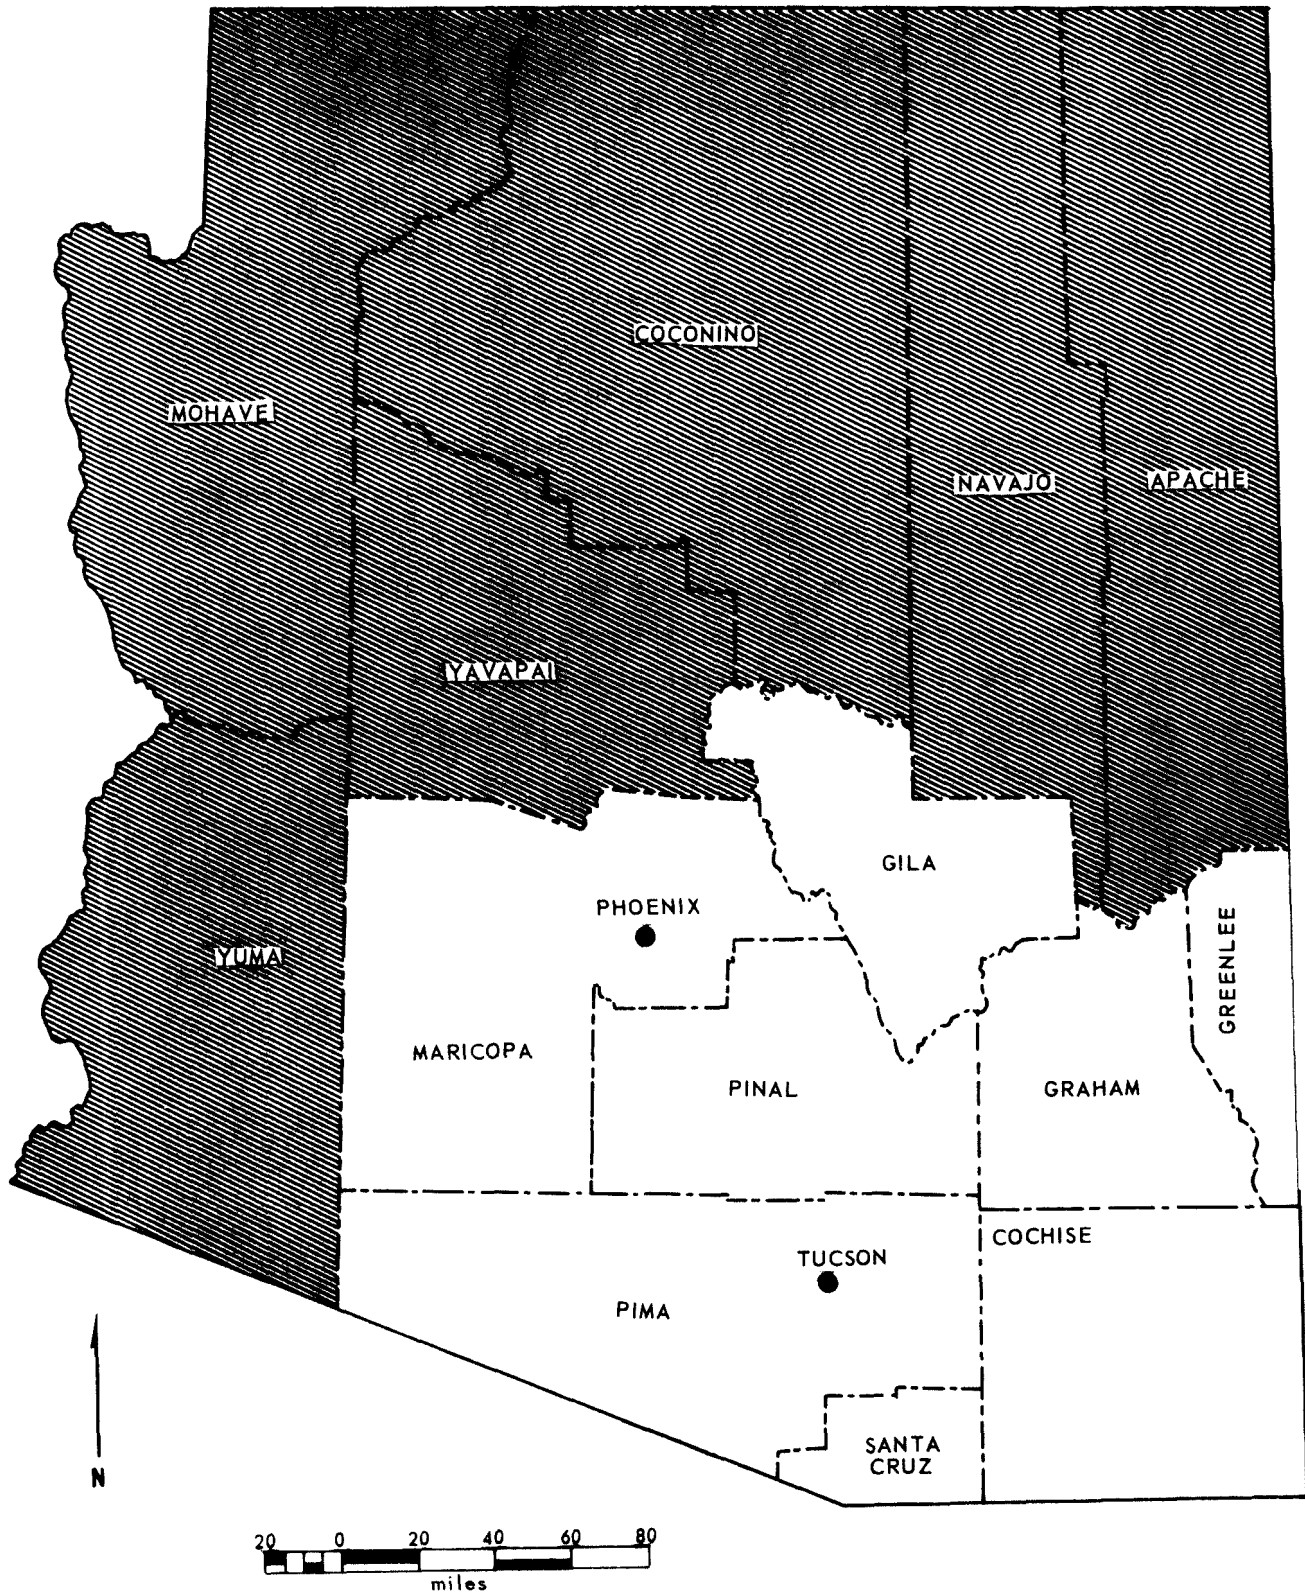 COCONINO
MOHAVE
NAVAJO
APACHE
YAVAPAI
GILA
PHOENIX
GREENLEE
YUMA
MARICOPA
PINAL
GRAHAM
COCHISE
TUCSON
PIMA
SANTA
CRUZ
N
20 0 20 40 60 80
miles